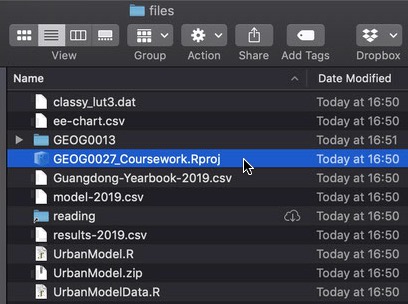 files
View Group Action Share Add Tags Dropbox
Name Date Modified
classy_lut3.dat Today at 16:50
ee-chart.csv Today at 16:50
GEOG0013 Today at 16:51
GEOG0027_Coursework.Rproj Today at 16:50
Guangdong-Yearbook-2019.csv Today at 16:50
model-2019.csv Today at 16:50
reading Today at 16:50
results-2019.csv Today at 16:50
UrbanModel.R Today at 16:50
UrbanModel.zip Today at 16:50
UrbanModelData.R Today at 16:50